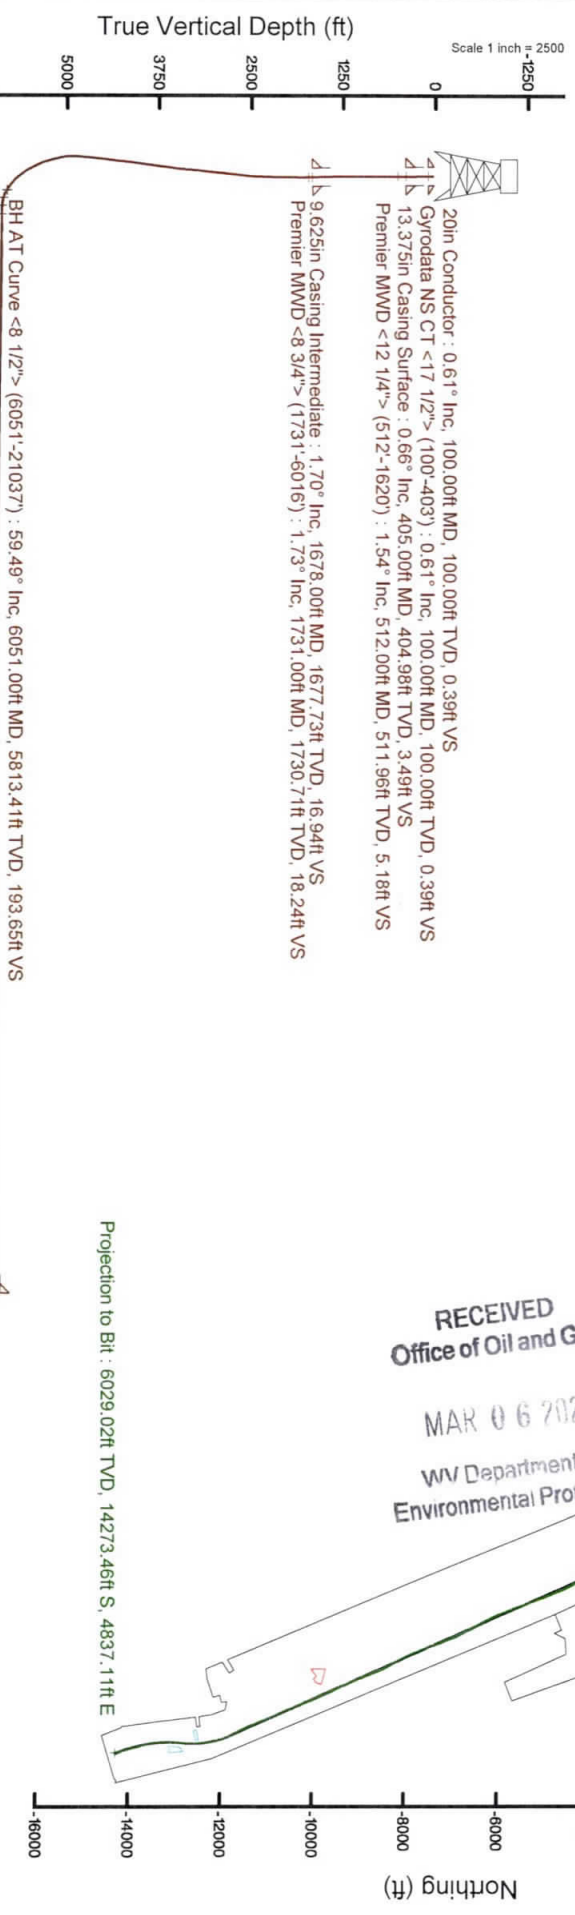 True Vertical Depth (ft)
Scale 1 inch = 2500
-1250
0
1250
2500
3750
5000
20in Conductor : 0.61° Inc, 100.00ft MD, 100.00ft TVD, 0.39ft VS
Gyrodata NS CT <17 1/2"> (100'-403') : 0.61° Inc, 100.00ft MD, 100.00ft TVD, 0.39ft VS
13.375in Casing Surface : 0.66° Inc, 405.00ft MD, 404.98ft TVD, 3.49ft VS
Premier MWD <12 1/4"> (512'-1620') : 1.54° Inc, 512.00ft MD, 511.96ft TVD, 5.18ft VS
9.625in Casing Intermediate : 1.70° Inc, 1678.00ft MD, 1677.73ft TVD, 16.94ft VS
Premier MWD <8 3/4"> (1731'-6016') : 1.73° Inc, 1731.00ft MD, 1730.71ft TVD, 18.24ft VS
BH AT Curve <8 1/2"> (6051'-21037') : 59.49° Inc, 6051.00ft MD, 5813.41ft TVD, 193.65ft VS
RECEIVED
Office of Oil and G
MAR 06 202
WV Department
Environmental Pro
Projection to Bit : 6029.02ft TVD, 14273.46ft S, 4837.11ft E
-6000
-8000
-10000
-12000
-14000
-16000
Northing (ft)